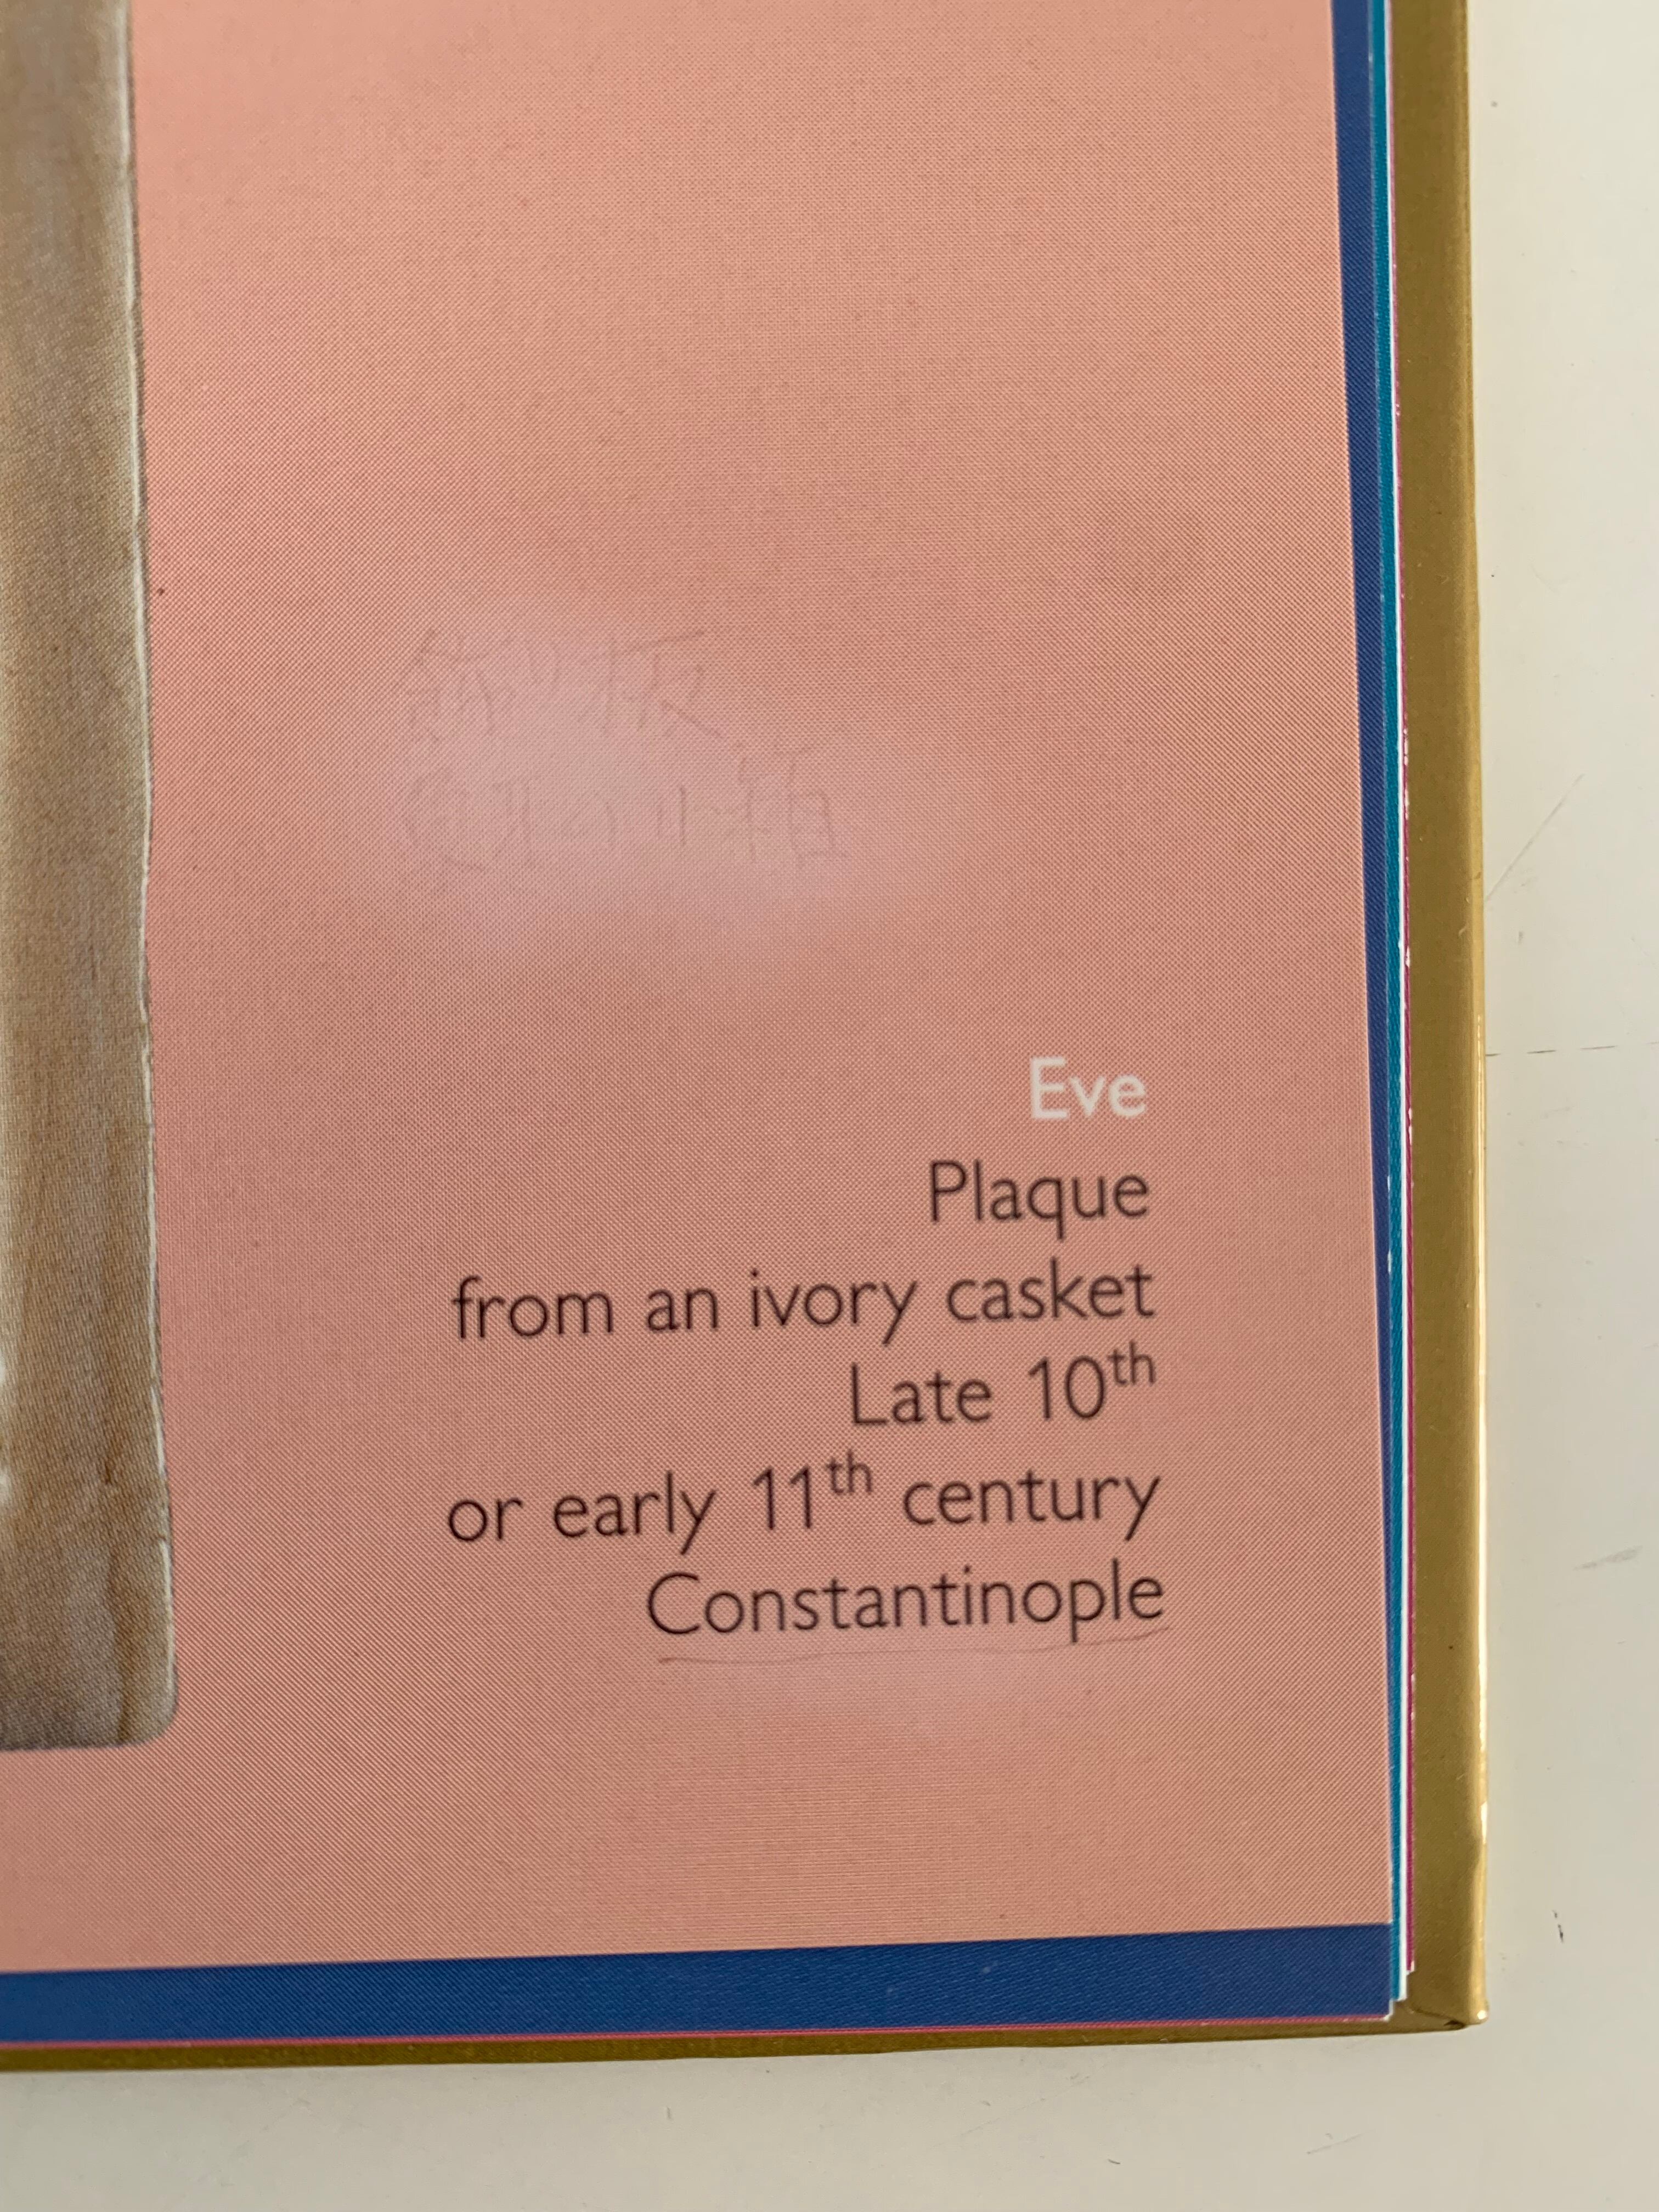 Eve
Plaque
from an ivory casket
Late 10th
or early 11th century
Constantinople